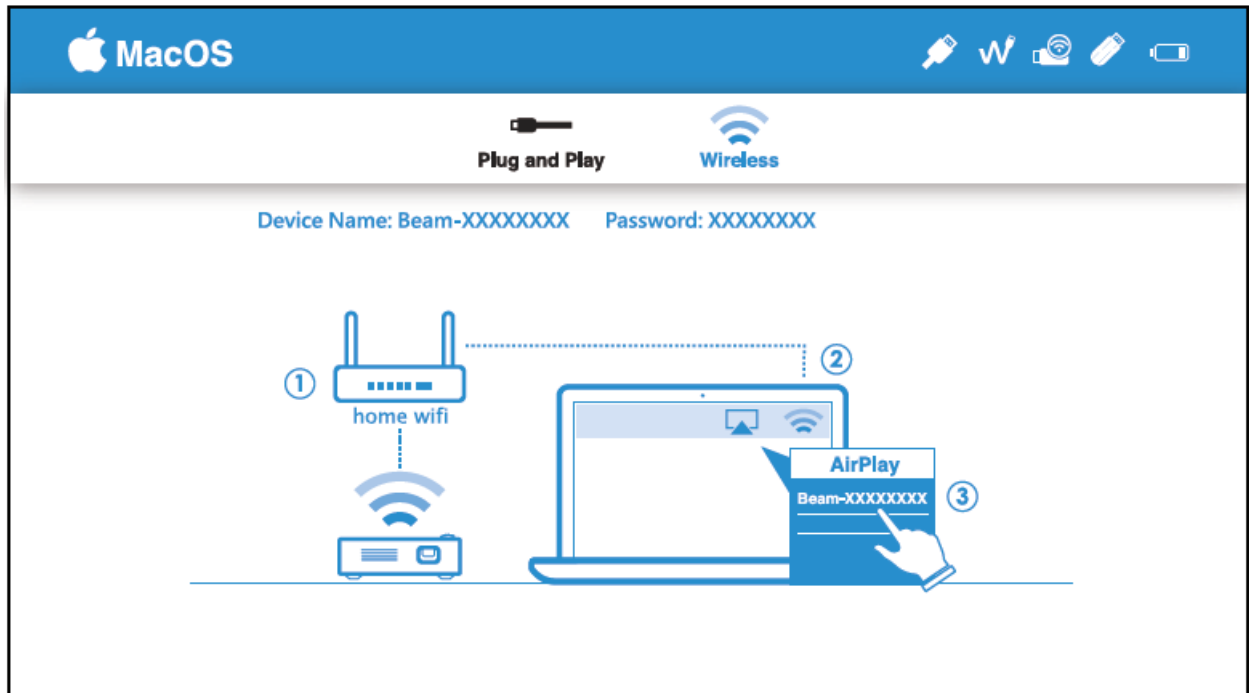 MacOS
Plug and Play
Wireless
Device Name: Beam-XXXXXXXX Password: XXXXXXXX
①
②
home wifi
AirPlay
Beam-XXXXXXXX
③